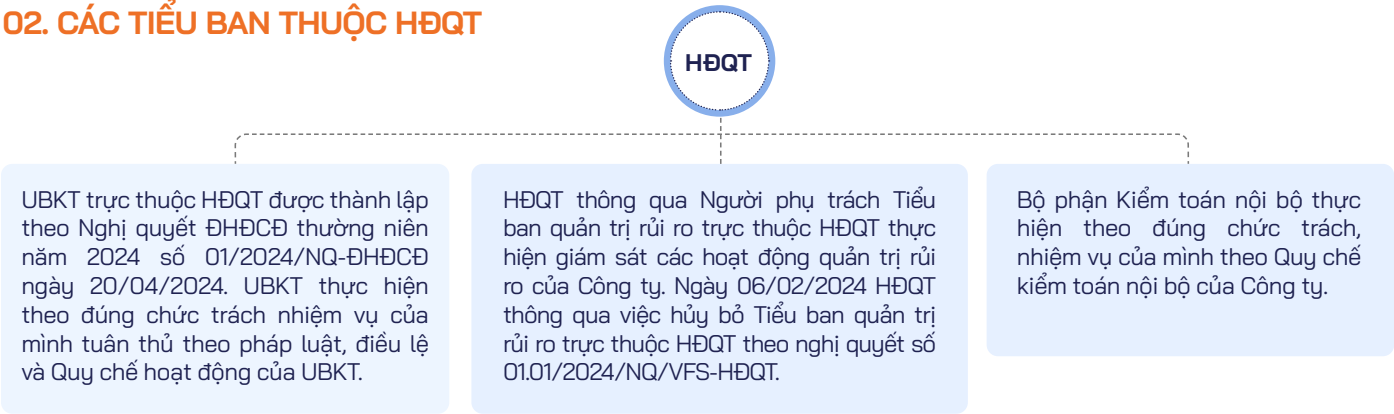 02. CÁC TIỂU BAN THUỘC HĐQT
HĐQT
UBKT trực thuộc HĐQT được thành lập
theo Nghị quyết ĐHĐCĐ thường niên
năm 2024 số 01/2024/NQ-ĐHĐCĐ
ngày 20/04/2024. UBKT thực hiện
theo đúng chức trách nhiệm vụ của
mình tuân thủ theo pháp luật, điều lệ
và Quy chế hoạt động của UBKT.
HĐQT thông qua Người phụ trách Tiểu
ban quản trị rủi ro trực thuộc HĐQT thực
hiện giám sát các hoạt động quản trị rủi
ro của Công ty. Ngày 06/02/2024 HĐQT
thông qua việc hủy bỏ Tiểu ban quản trị
rủi ro trực thuộc HĐQT theo nghị quyết số
01.01/2024/NQ/VFS-HĐQT.
Bộ phận Kiểm toán nội bộ thực
hiện theo đúng chức trách,
nhiệm vụ của mình theo Quy chế
kiểm toán nội bộ của Công ty.